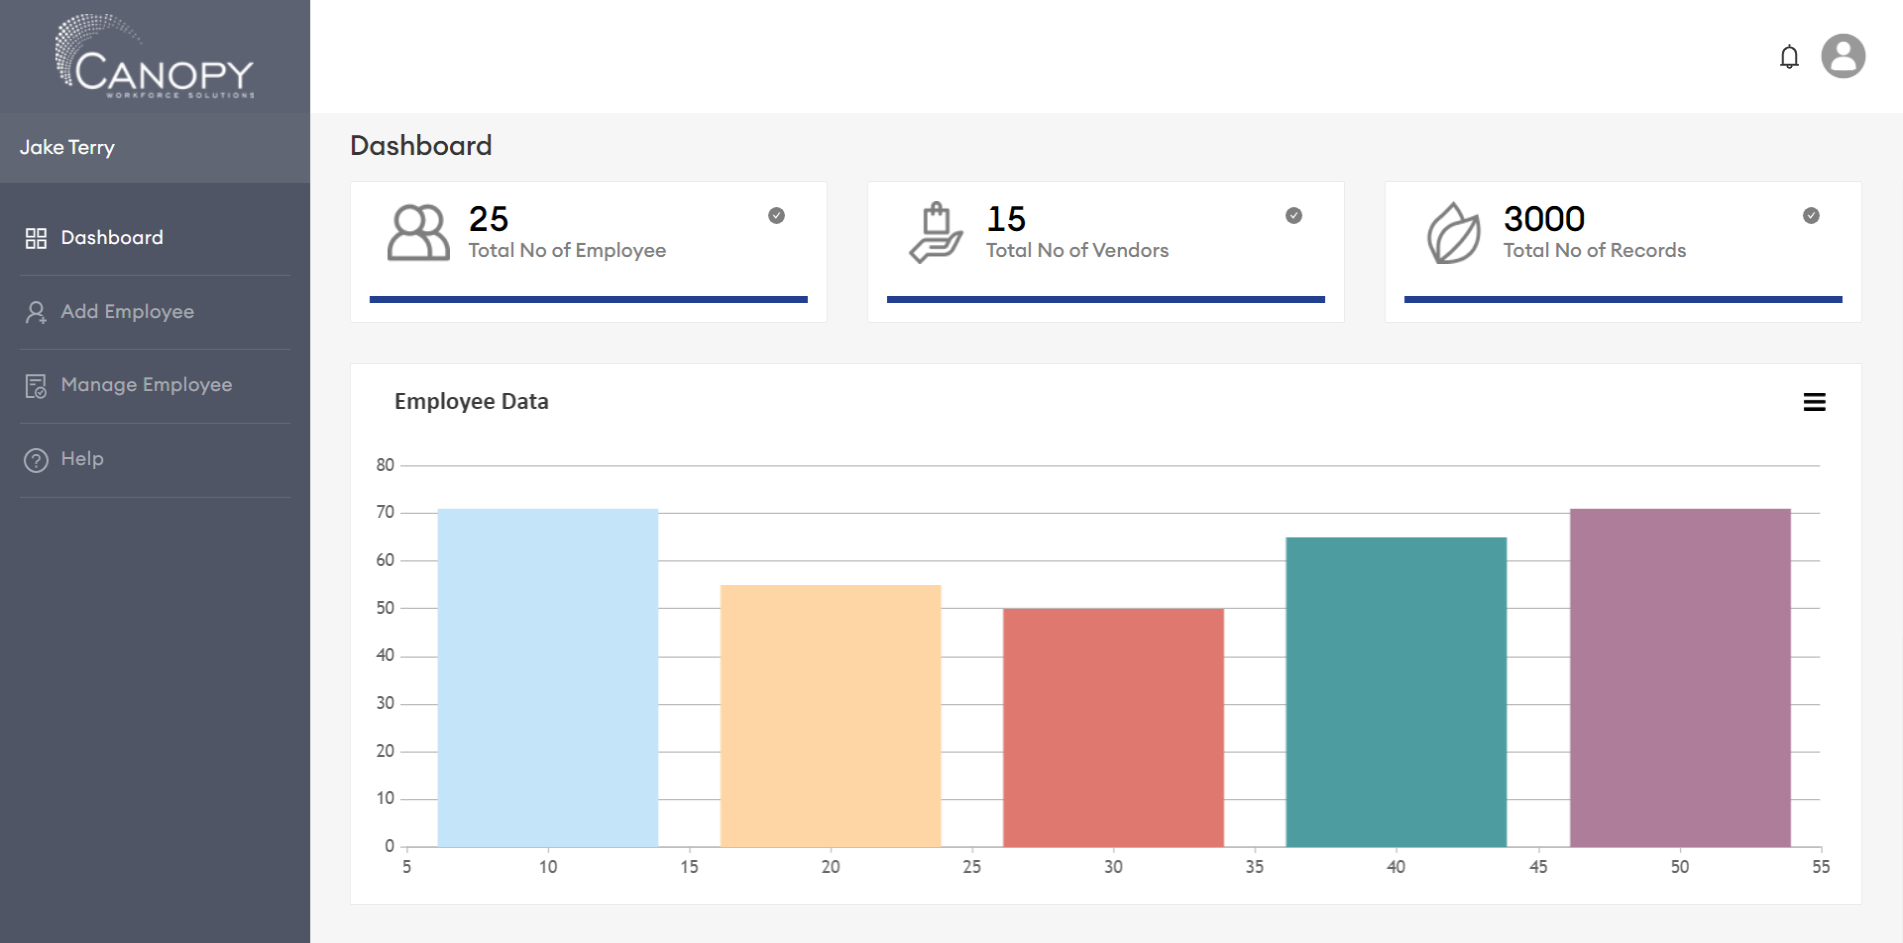 CANOPY
WORKFORCE SOLUTIONS
Jake Terry
Dashboard
Add Employee
Manage Employee
Help
Dashboard
25
Total No of Employee
15
Total No of Vendors
3000
Total No of Records
Employee Data
80
70
60
50
40
30
20
10
0
5 10 15 20 25 30 35 40 45 50 55